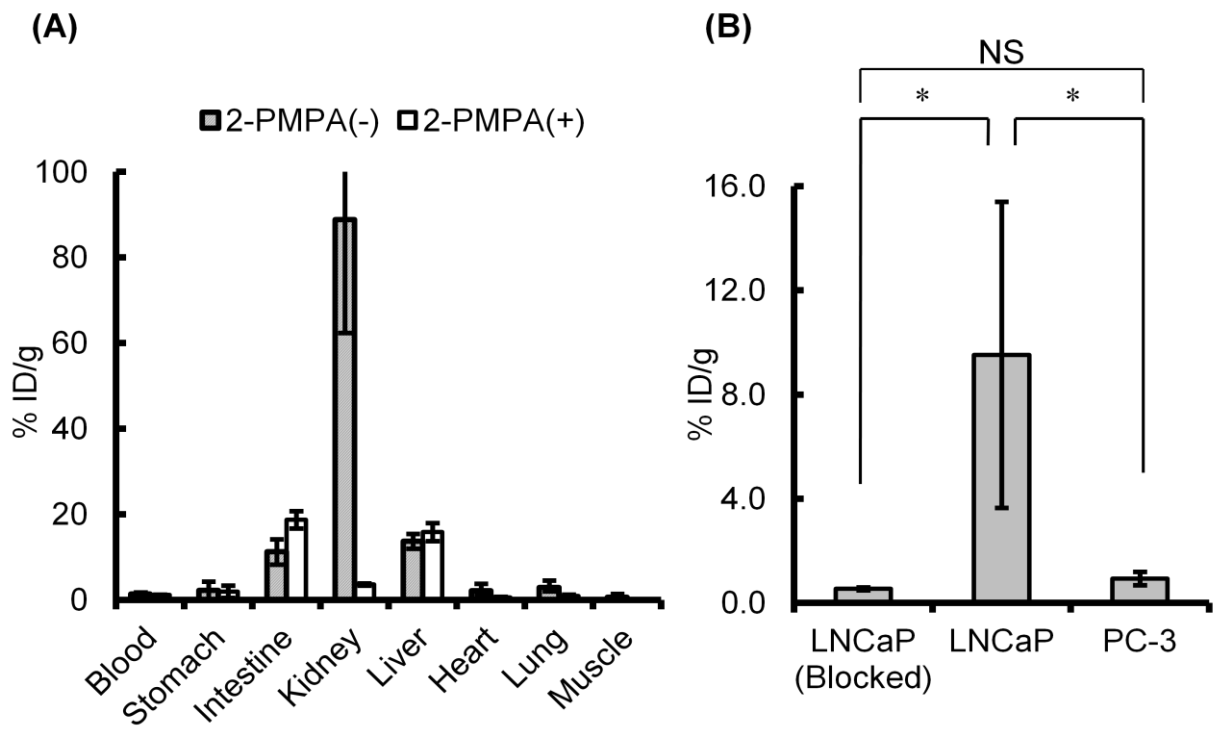 (A)
2-PMPA(-) 2-PMPA(+)
100
80
60
40
20
0
% ID/g
Blood
Stomach
Intestine
Kidney
Liver
Heart
Lung
Muscle
(B)
NS
* *
16.0
12.0
8.0
4.0
0.0
% ID/g
LNCaP LNCaP PC-3
(Blocked)